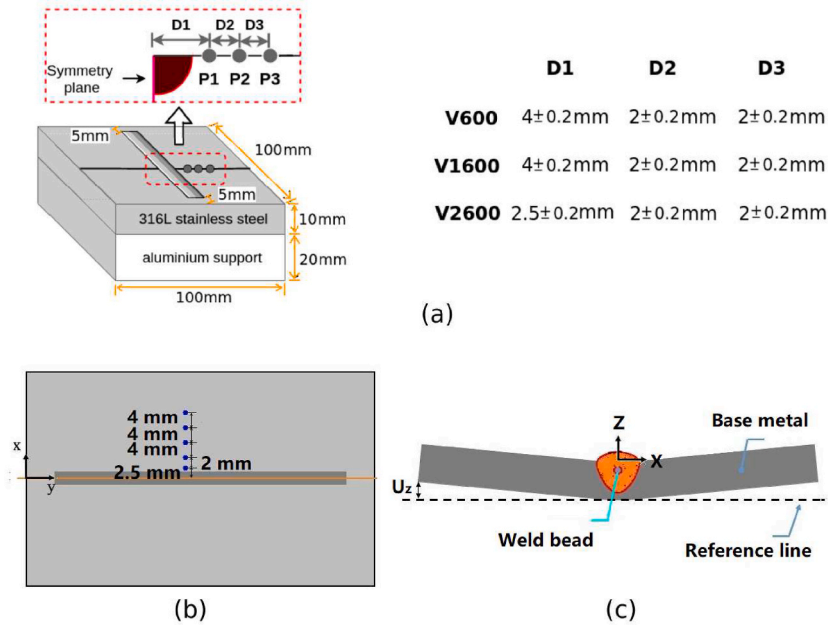 D1 D2 D3
Symmetry
plane
P1 P2 P3
5mm
100mm
5mm
316L stainless steel
10mm
aluminium support
20mm
100mm
D1 D2 D3
V600 4±0.2mm 2±0.2mm 2±0.2mm
V1600 4±0.2mm 2±0.2mm 2±0.2mm
V2600 2.5±0.2mm 2±0.2mm 2±0.2mm
(a)
4 mm
4 mm
4 mm
2.5 mm 2 mm
x
y
(b)
Z
X
Base metal
Uz
Weld bead
Reference line
(c)